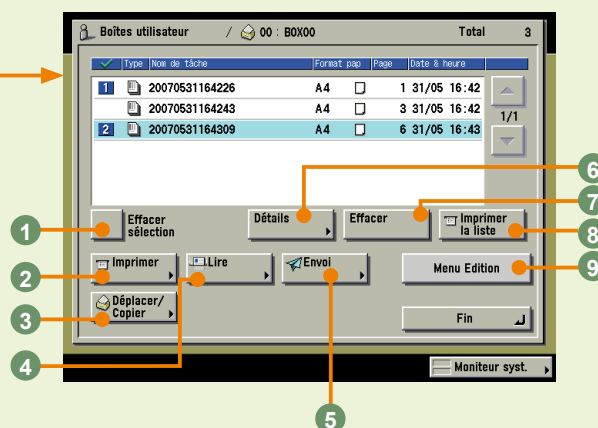 Boîtes utilisateur / 00 : BOX00 Total 3
Type Nom de tâche Format pap Page Date & heure
1 20070531164226 A4 1 31/05 16:42
20070531164243 A4 3 31/05 16:42
2 20070531164309 A4 6 31/05 16:43
1/1
6
7
1 Effacer sélection Détails Effacer Imprimer la liste
8
2 Imprimer Lire Envoi Menu Edition 9
3 Déplacer/ Copier Fin
4
Moniteur syst.
5